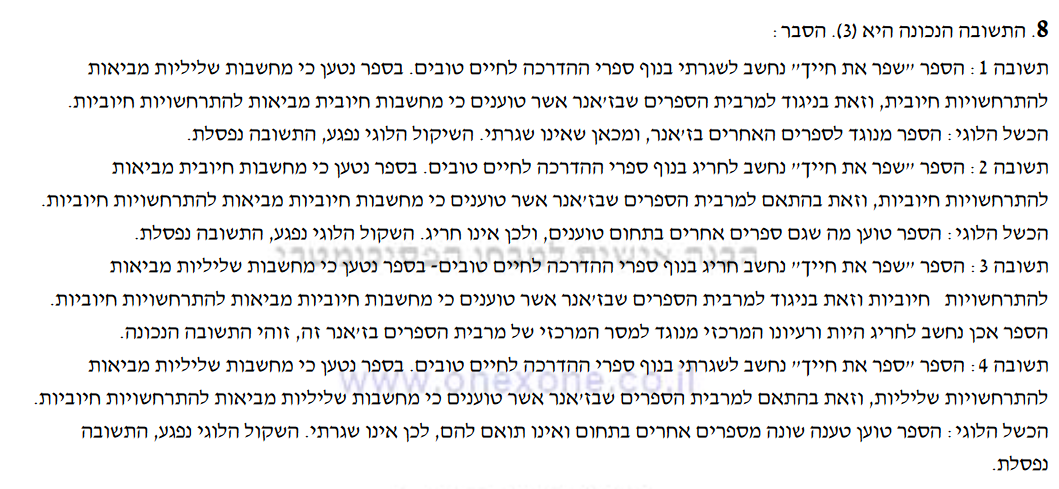 8. התשובה הנכונה היא (3). הסבר :
תשובה 1 : הספר ״שפר את חייך״ נחשב לשגרתי בנוף ספרי ההדרכה לחיים טובים. בספר נטען כי מחשבות שליליות מביאות
להתרחשויות חיובית, וזאת בניגוד למרבית הספרים שבז׳אנר אשר טוענים כי מחשבות חיובית מביאות להתרחשויות חיוביות.
הכשל הלוגי : הספר מנוגד לספרים האחרים בז׳אנר, ומכאן שאינו שגרתי. השיקול הלוגי נפגע, התשובה נפסלת.
תשובה 2 : הספר ״שפר את חייך״ נחשב לחריג בנוף ספרי ההדרכה לחיים טובים. בספר נטען כי מחשבות חיובית מביאות
להתרחשויות חיוביות, וזאת בהתאם למרבית הספרים שבז׳אנר אשר טוענים כי מחשבות חיוביות מביאות להתרחשויות חיוביות.
הכשל הלוגי : הספר טוען מה שגם ספרים אחרים בתחום טוענים, ולכן אינו חריג. השקול הלוגי נפגע, התשובה נפסלת.
הכנה אישית למבחן הפסיכומטרי
תשובה 3 : הספר ״שפר את חייך״ נחשב חריג בנוף ספרי ההדרכה לחיים טובים- בספר נטען כי מחשבות שליליות מביאות
להתרחשויות חיוביות וזאת בניגוד למרבית הספרים שבז׳אנר אשר טוענים כי מחשבות חיוביות מביאות להתרחשויות חיוביות.
הספר אכן נחשב לחריג היות ורעיונו המרכזי מנוגד למסר המרכזי של מרבית הספרים בז׳אנר זה, זוהי התשובה הנכונה.
תשובה 4 : הספר ״ספר את חייך״ נחשב לשגרתי בנוף ספרי ההדרכה לחיים טובים. בספר נטען כי מחשבות שליליות מביאות
www.onexone.co.il
להתרחשויות שליליות, וזאת בהתאם למרבית הספרים שבז׳אנר אשר טוענים כי מחשבות שליליות מביאות להתרחשויות חיוביות.
הכשל הלוגי : הספר טוען טענה שונה מספרים אחרים בתחום ואינו תואם להם, לכן אינו שגרתי. השקול הלוגי נפגע, התשובה
נפסלת.